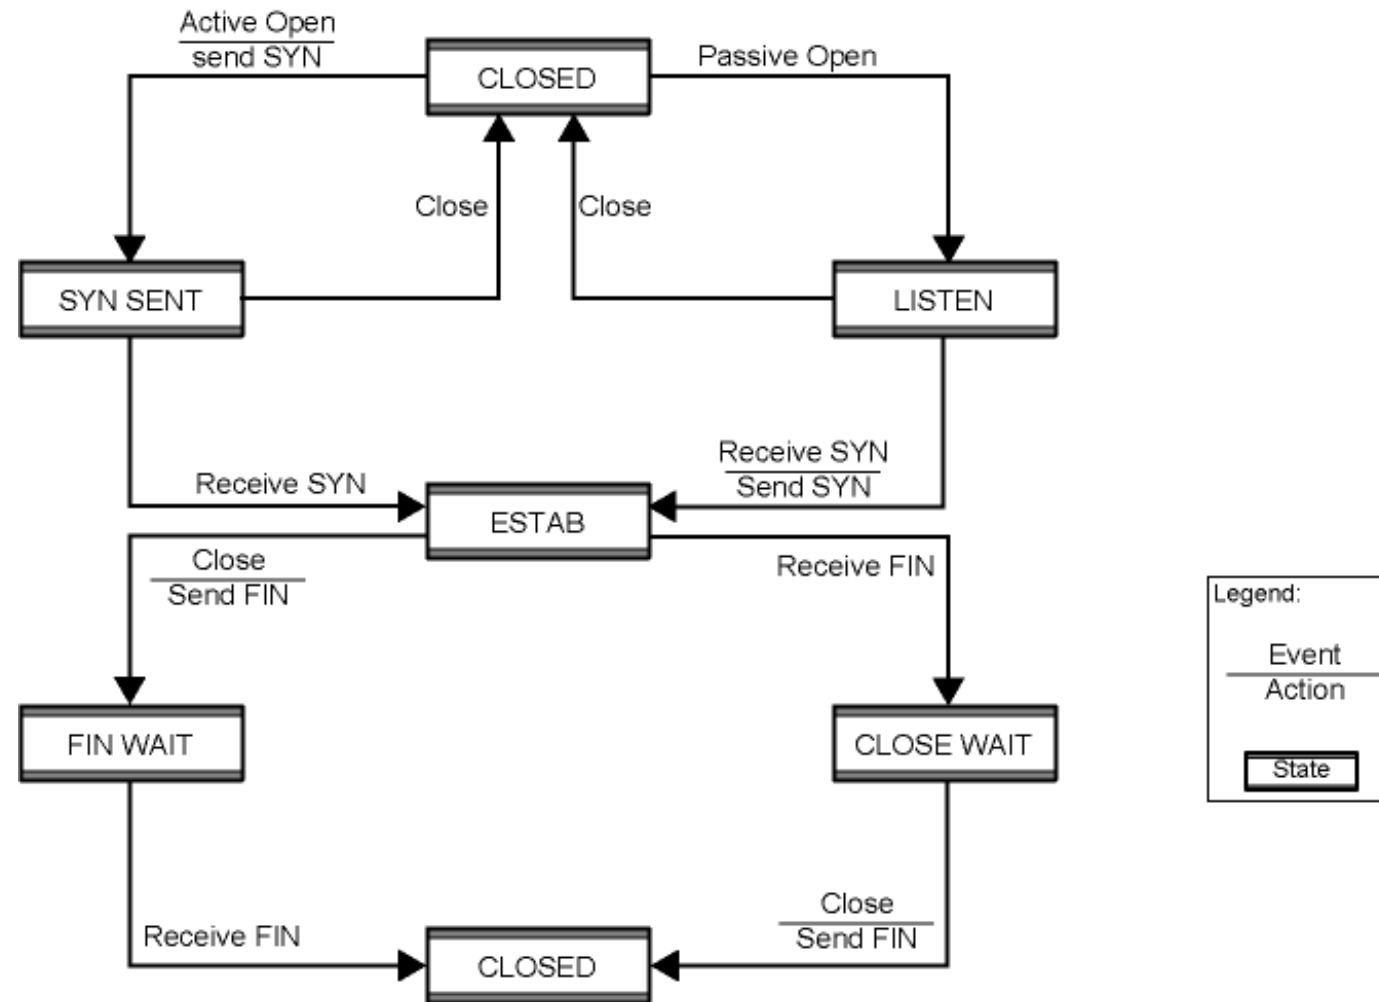 Active Open
send SYN
CLOSED
Passive Open
Close
Close
SYN SENT
LISTEN
Receive SYN
Receive SYN
Send SYN
ESTAB
Close
Send FIN
Receive FIN
Legend:
Event
Action
State
FIN WAIT
CLOSE WAIT
Receive FIN
Close
Send FIN
CLOSED